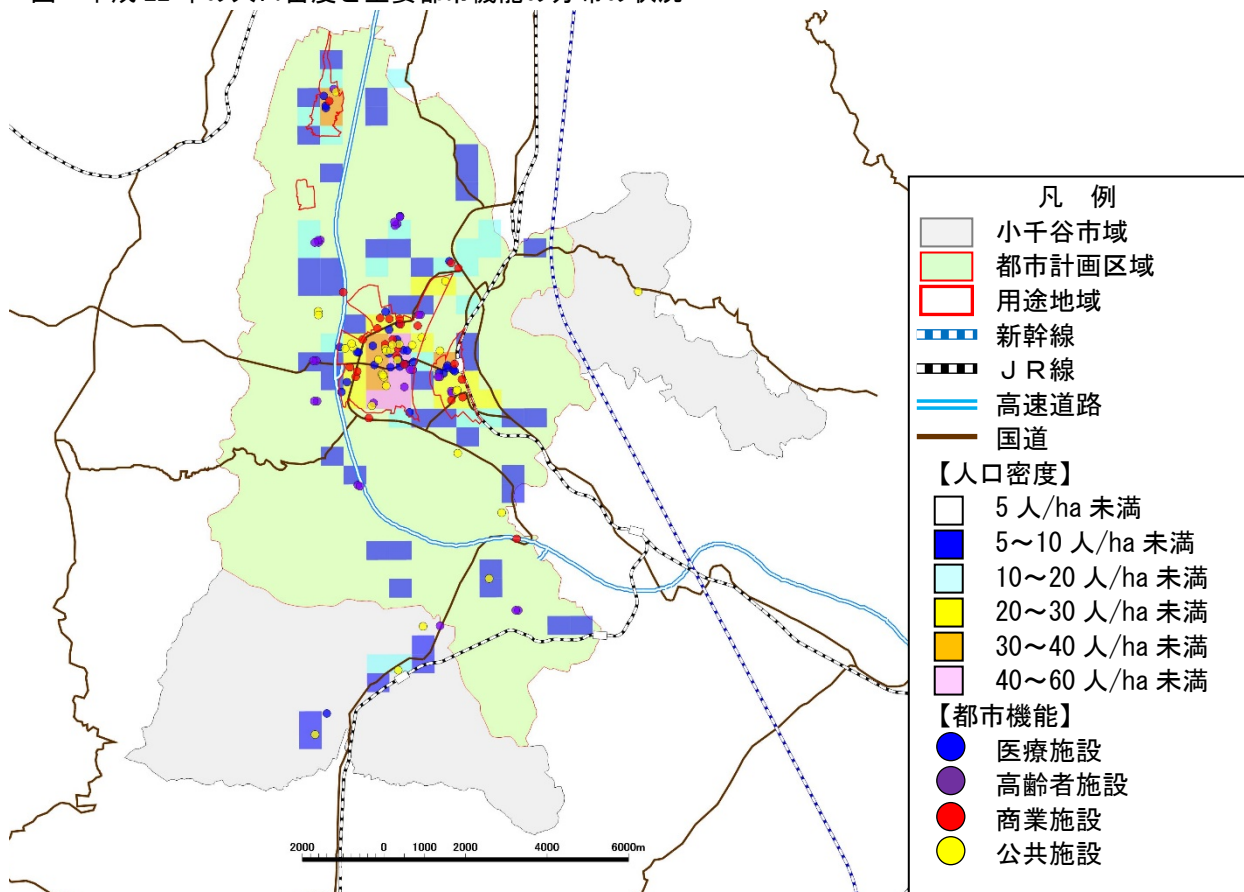 凡 例
小千谷市域
都市計画区域
用途地域
新幹線
ＪＲ線
高速道路
国道
【人口密度】
5 人/ha 未満
5～10 人/ha 未満
10～20 人/ha 未満
20～30 人/ha 未満
30～40 人/ha 未満
40～60 人/ha 未満
【都市機能】
医療施設
高齢者施設
商業施設
公共施設
2000 0 1000 2000 4000 6000m